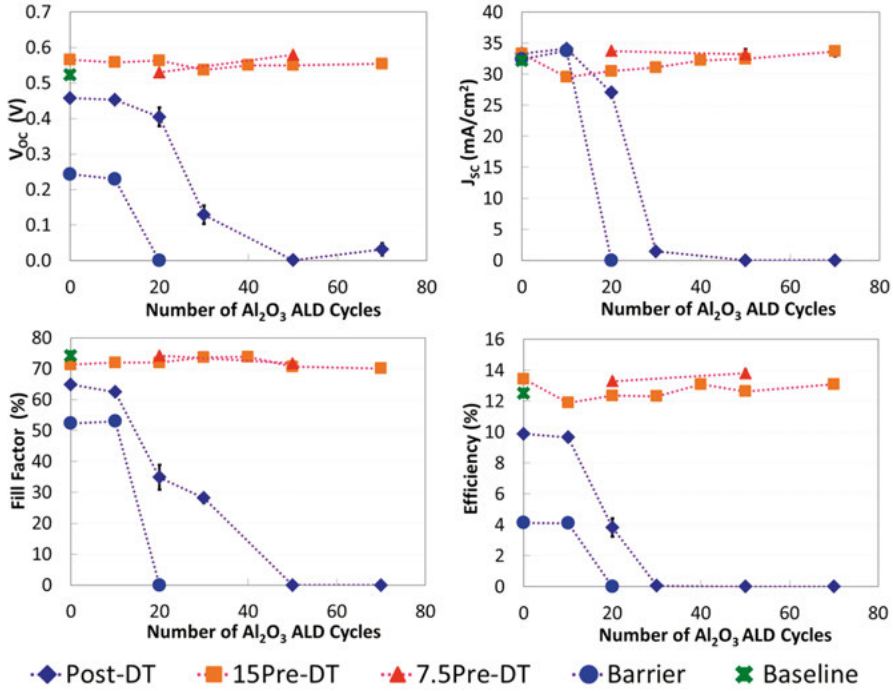 0.7
0.6
0.5
0.4
0.3
0.2
0.1
0.0
V_OC (V)
0 20 40 60 80
Number of Al₂O₃ ALD Cycles
40
35
30
25
20
15
10
5
0
J_SC (mA/cm²)
0 20 40 60 80
Number of Al₂O₃ ALD Cycles
80
70
60
50
40
30
20
10
0
Fill Factor (%)
0 20 40 60 80
Number of Al₂O₃ ALD Cycles
16
14
12
10
8
6
4
2
0
Efficiency (%)
0 20 40 60 80
Number of Al₂O₃ ALD Cycles
Post-DT 15Pre-DT 7.5Pre-DT Barrier Baseline